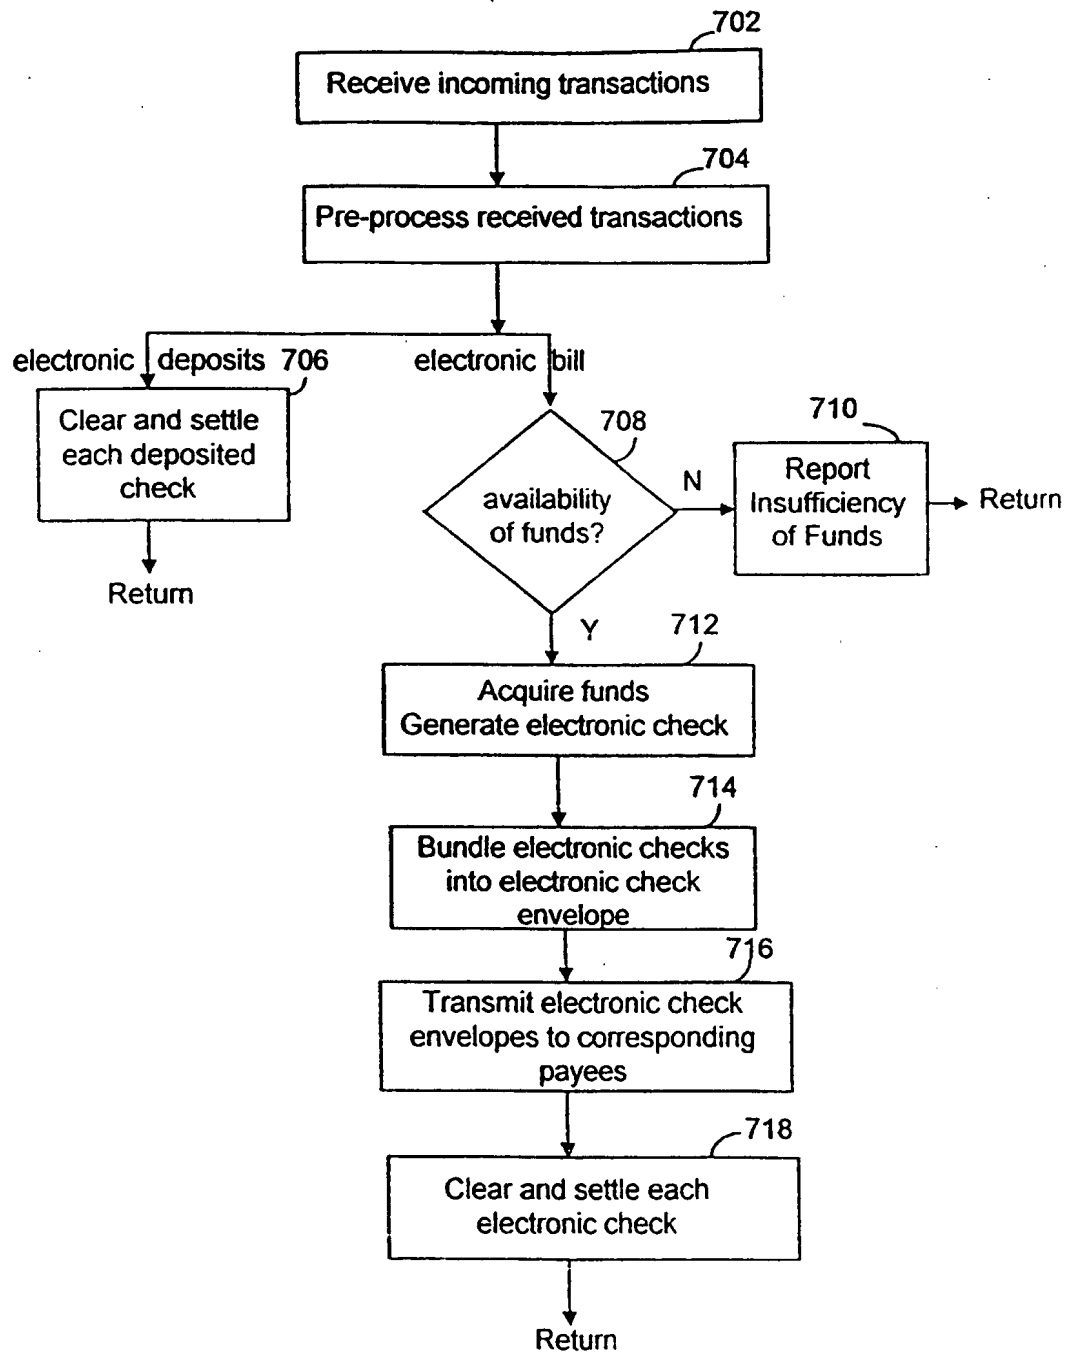 702
Receive incoming transactions
704
Pre-process received transactions
electronic deposits 706
electronic bill
Clear and settle
each deposited
check
Return
708
availability
of funds?
N
710
Report
Insufficiency
of Funds
Return
Y
712
Acquire funds
Generate electronic check
714
Bundle electronic checks
into electronic check
envelope
716
Transmit electronic check
envelopes to corresponding
payees
718
Clear and settle each
electronic check
Return